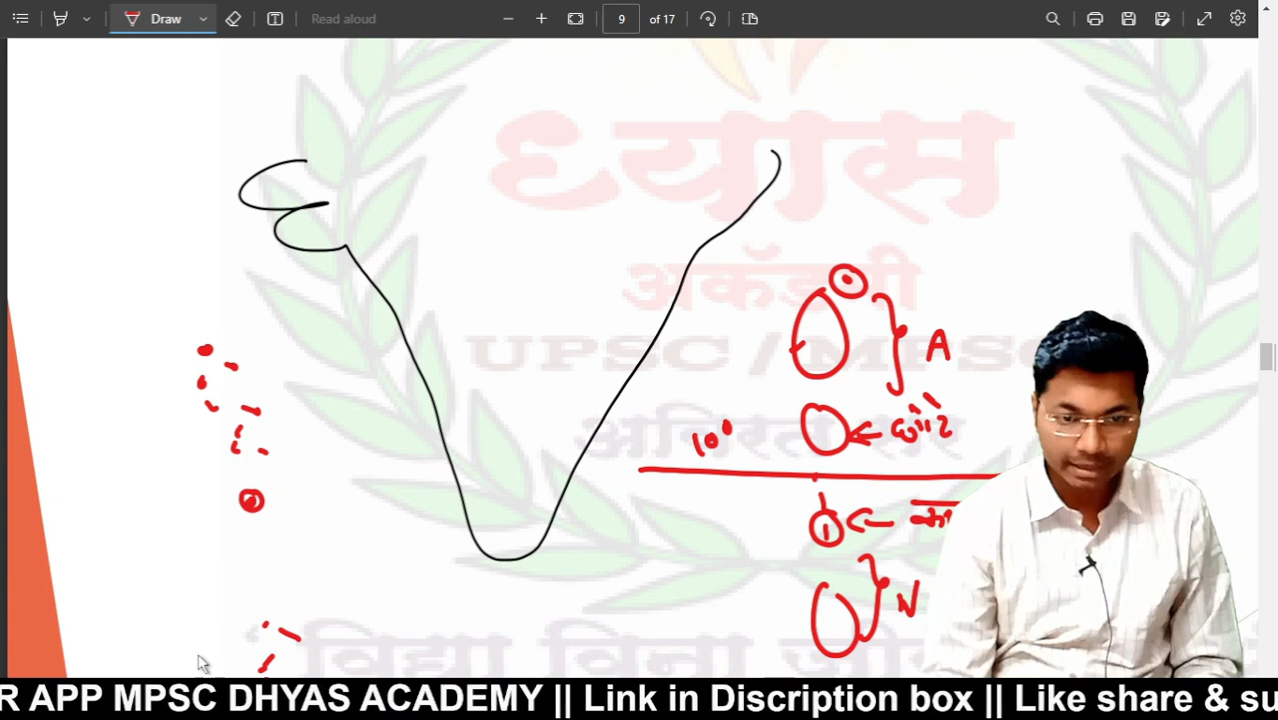 Draw
Read aloud
9 of 17
ध्यास
अकॅडमी
UPSC / MPSC
A
10°
N
R APP MPSC DHYAS ACADEMY || Link in Discription box || Like share & su